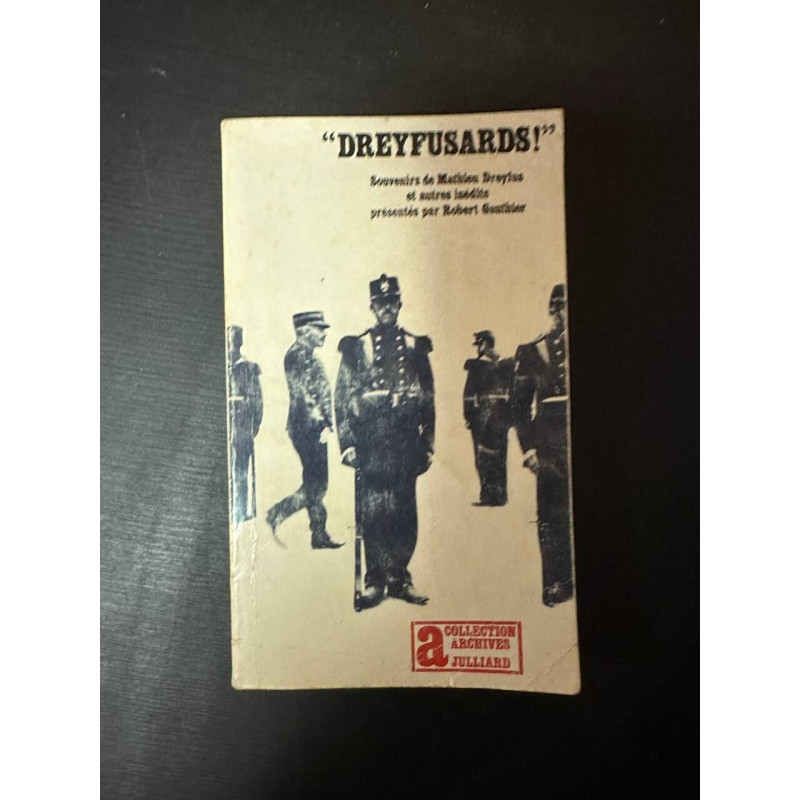 “DREYFUSARDS!”
Souvenirs de Mathieu Dreyfus
et autres inédits
présentés par Robert Gauthier
a
COLLECTION
ARCHIVES
JULLIARD